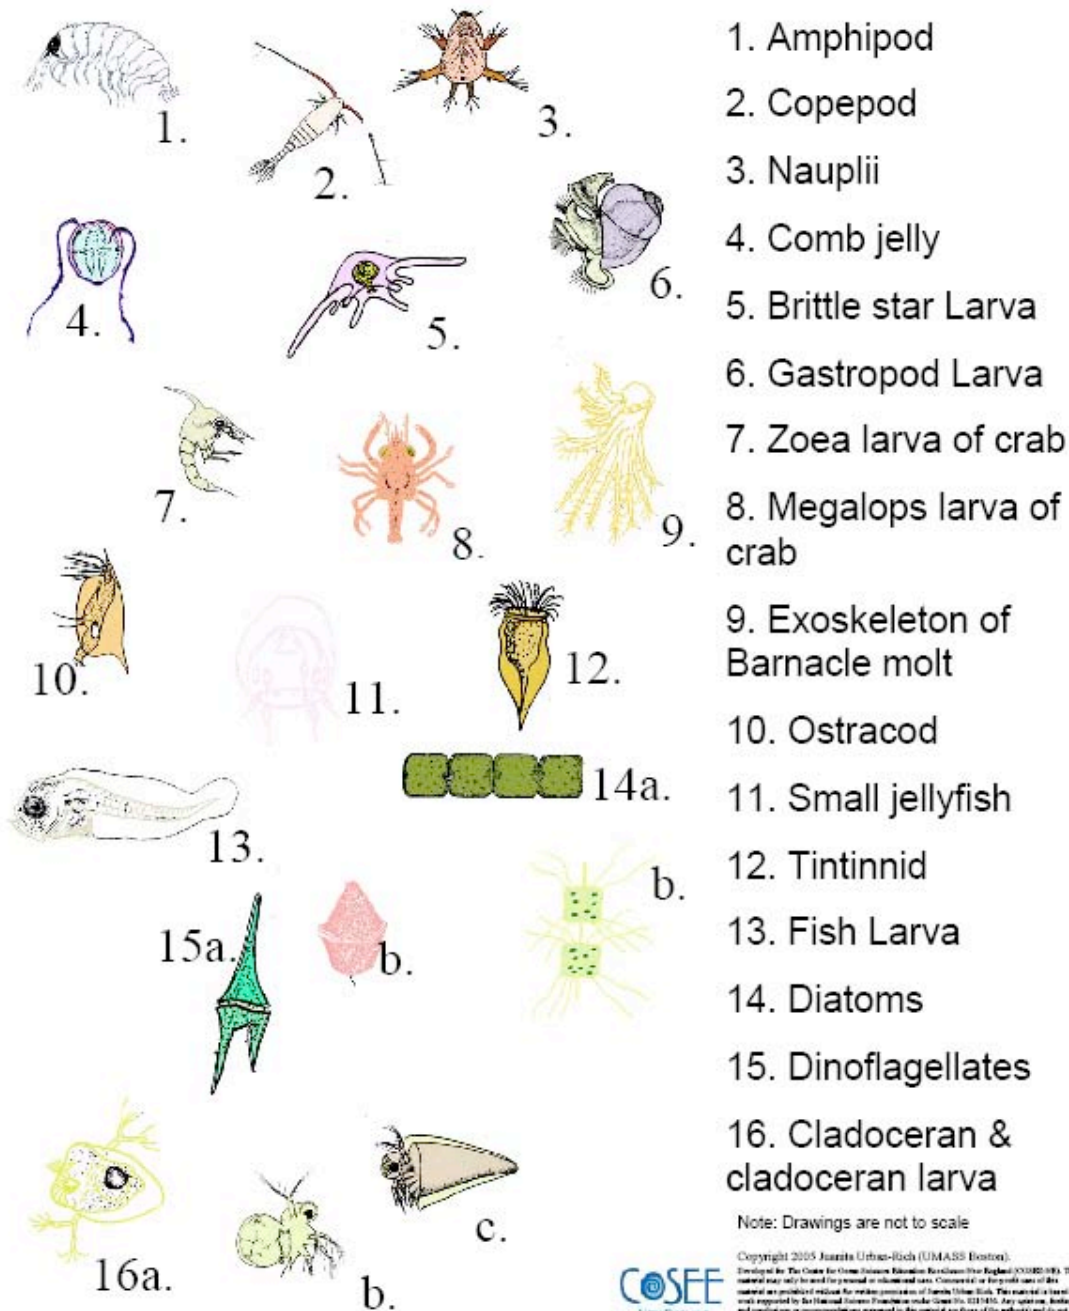 1.
2.
3.
4.
5.
6.
7.
8.
9.
10.
11.
12.
13.
14a.
b.
15a.
b.
16a.
b.
c.
1. Amphipod
2. Copepod
3. Nauplii
4. Comb jelly
5. Brittle star Larva
6. Gastropod Larva
7. Zoea larva of crab
8. Megalops larva of
crab
9. Exoskeleton of
Barnacle molt
10. Ostracod
11. Small jellyfish
12. Tintinnid
13. Fish Larva
14. Diatoms
15. Dinoflagellates
16. Cladoceran &
cladoceran larva
Note: Drawings are not to scale
Copyright 2005 Juanita Urban-Rich (UMASS Boston).
COSEE